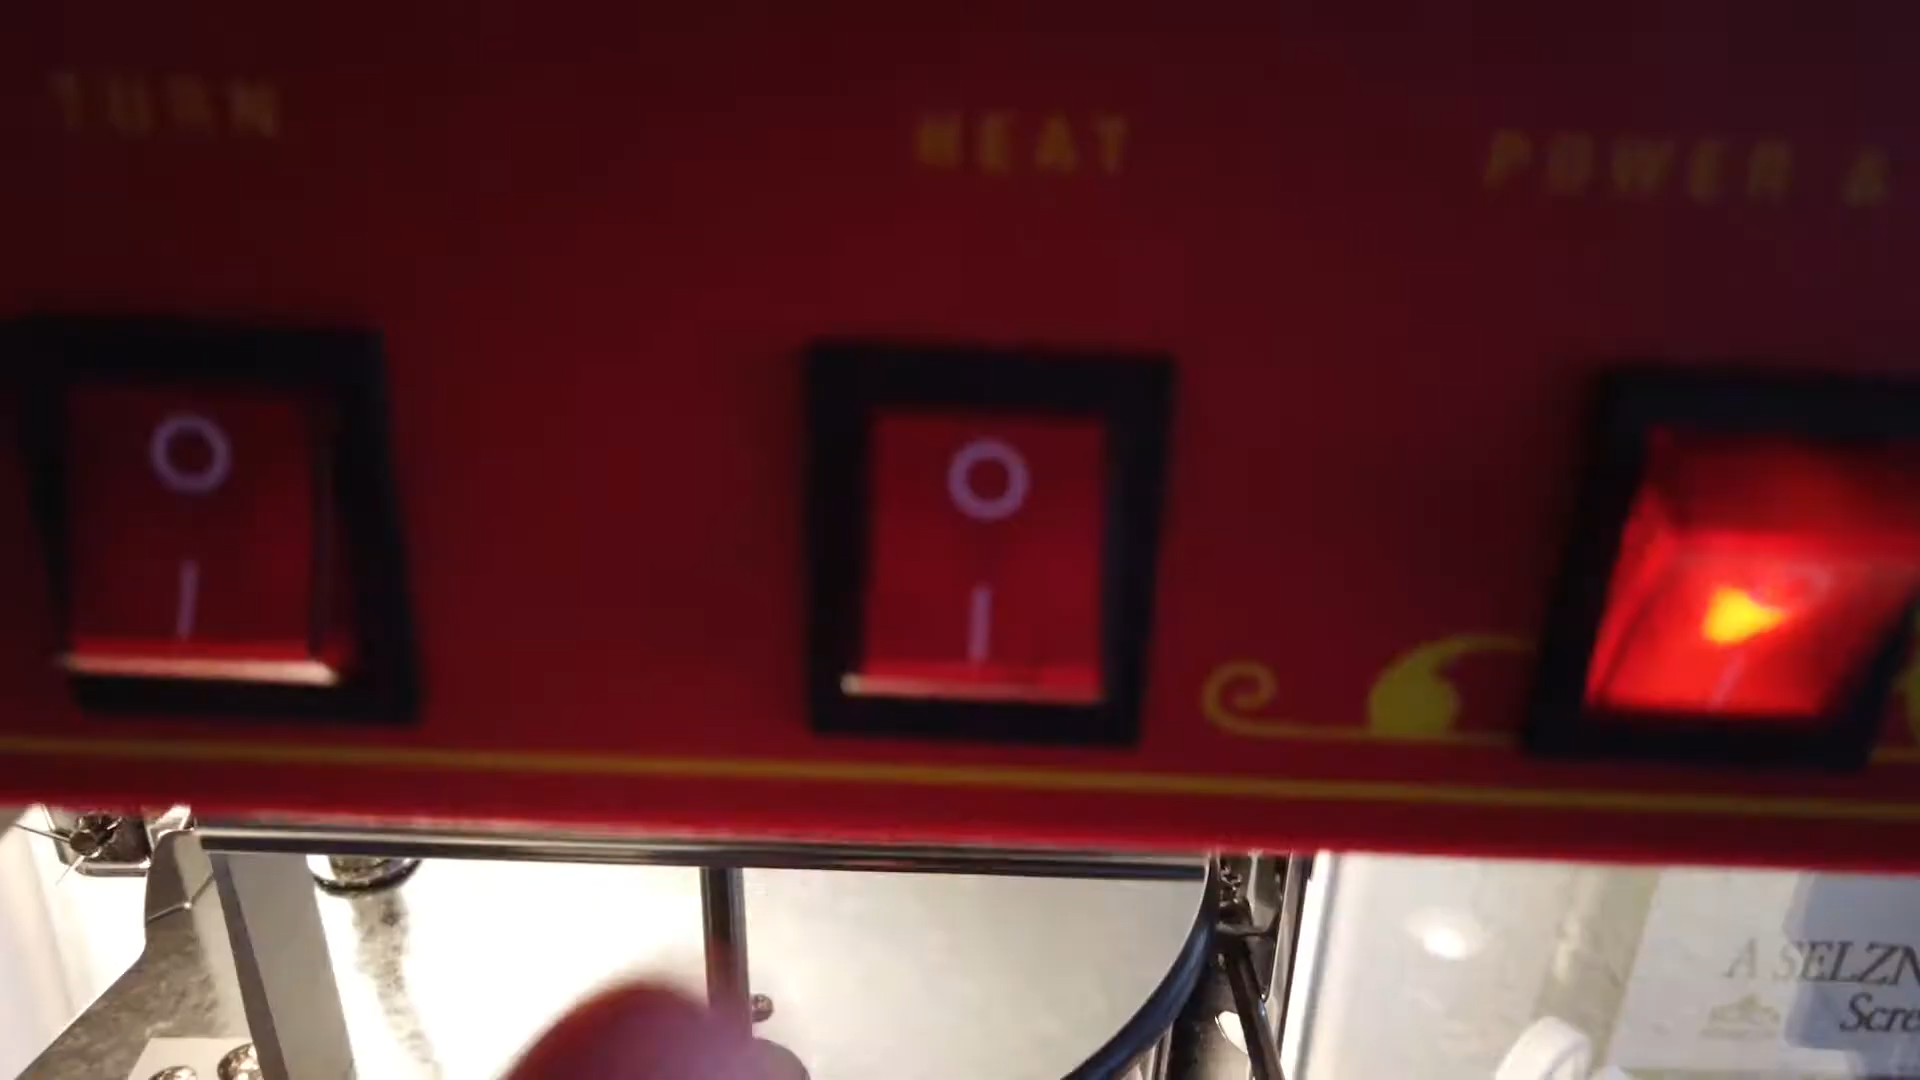 TURN
HEAT
POWER &
O
O
I
I
A SELZN
Scre